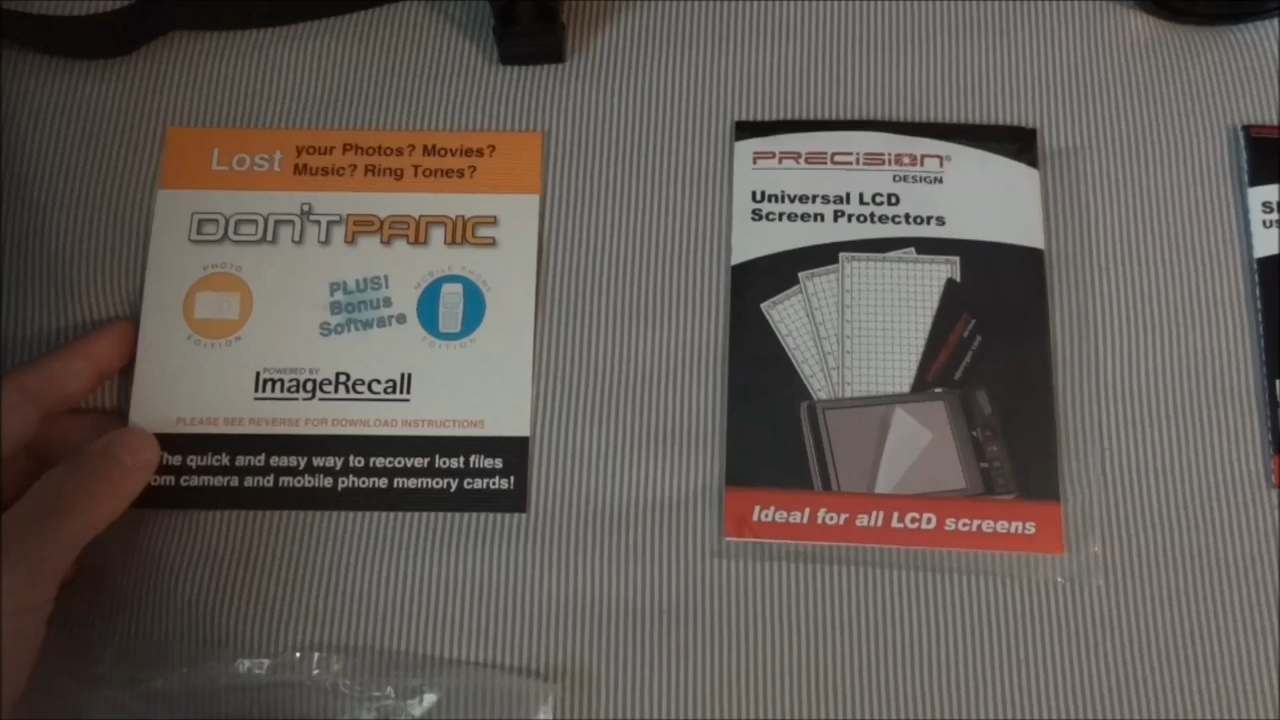 Lost your Photos? Movies?
Music? Ring Tones?
DON'T PANIC
PHOTO
EDITION
PLUS!
Bonus
Software
MOBILE PHONE
EDITION
POWERED BY
ImageRecall
PLEASE SEE REVERSE FOR DOWNLOAD INSTRUCTIONS
The quick and easy way to recover lost files
om camera and mobile phone memory cards!
PRECISION®
DESIGN
Universal LCD
Screen Protectors
Ideal for all LCD screens
US